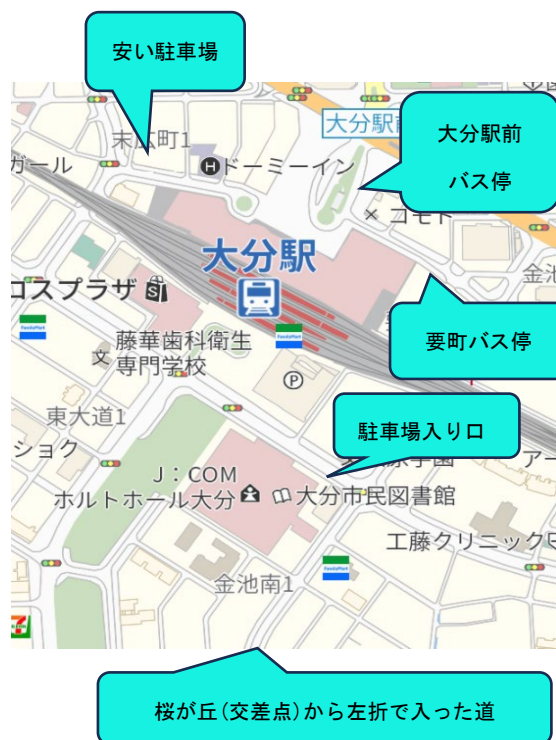 安い駐車場
末広町1
大分駅前
バス停
ガール
ドーミーイン
コモド
大分駅
金池
コスプラザ
要町バス停
FamilyMart
FamilyMart
藤華歯科衛生
専門学校
P
東大道1
駐車場入り口
ショク
J:COM
ホルトホール大分
大分市民図書館
工藤クリニック
金池南1
FamilyMart
桜が丘(交差点)から左折で入った道